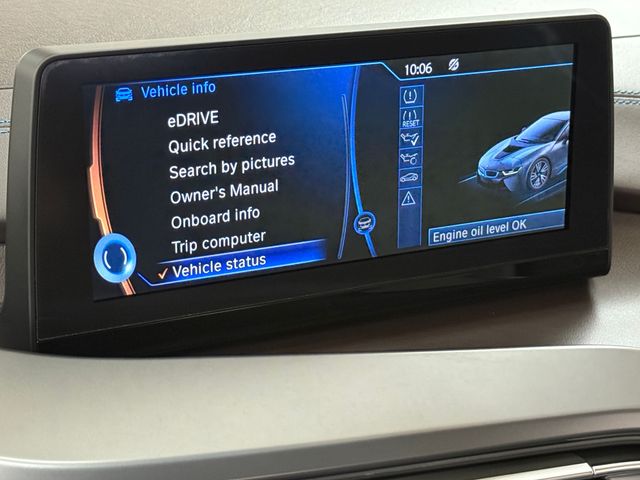 Vehicle info
eDRIVE
Quick reference
Search by pictures
Owner's Manual
Onboard info
Trip computer
Vehicle status
10:06
RESET
Engine oil level OK